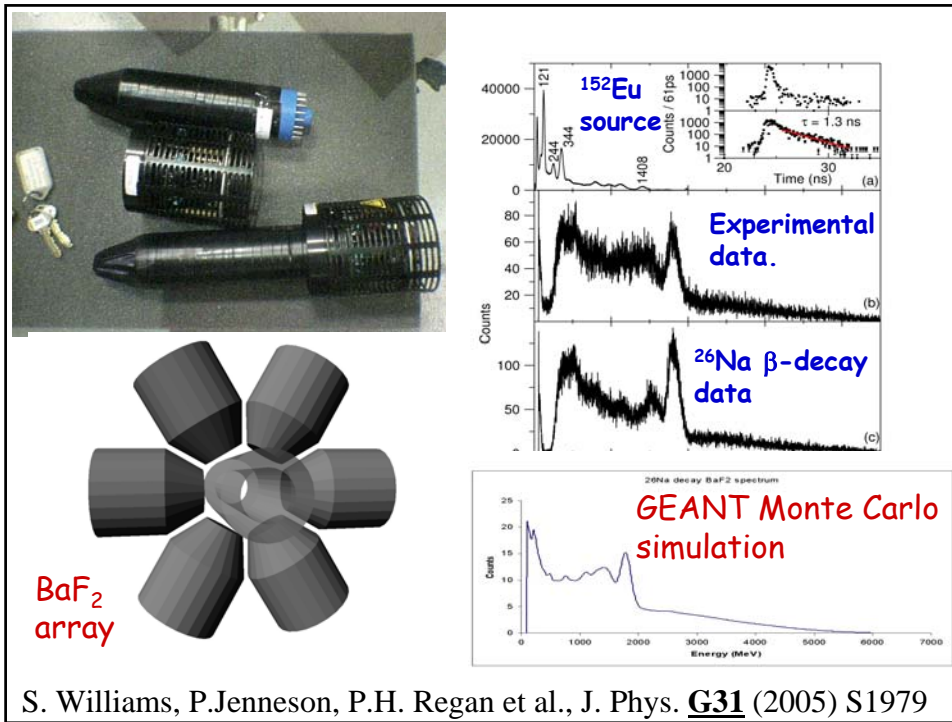 121
244
344
1408
40000
20000
0
¹⁵²Eu
source
Counts / 61ps
1000
100
10
1
1000
100
10
1
τ = 1.3 ns
20
30
Time (ns)
(a)
80
60
40
20
Experimental
data.
(b)
Counts
100
50
0
²⁶Na β-decay
data
(c)
26Na decay BaF2 spectrum
25
20
15
10
5
0
Counts
GEANT Monte Carlo
simulation
0 1000 2000 3000 4000 5000 6000 7000
Energy (MeV)
BaF₂
array
S. Williams, P.Jenneson, P.H. Regan et al., J. Phys. G31 (2005) S1979